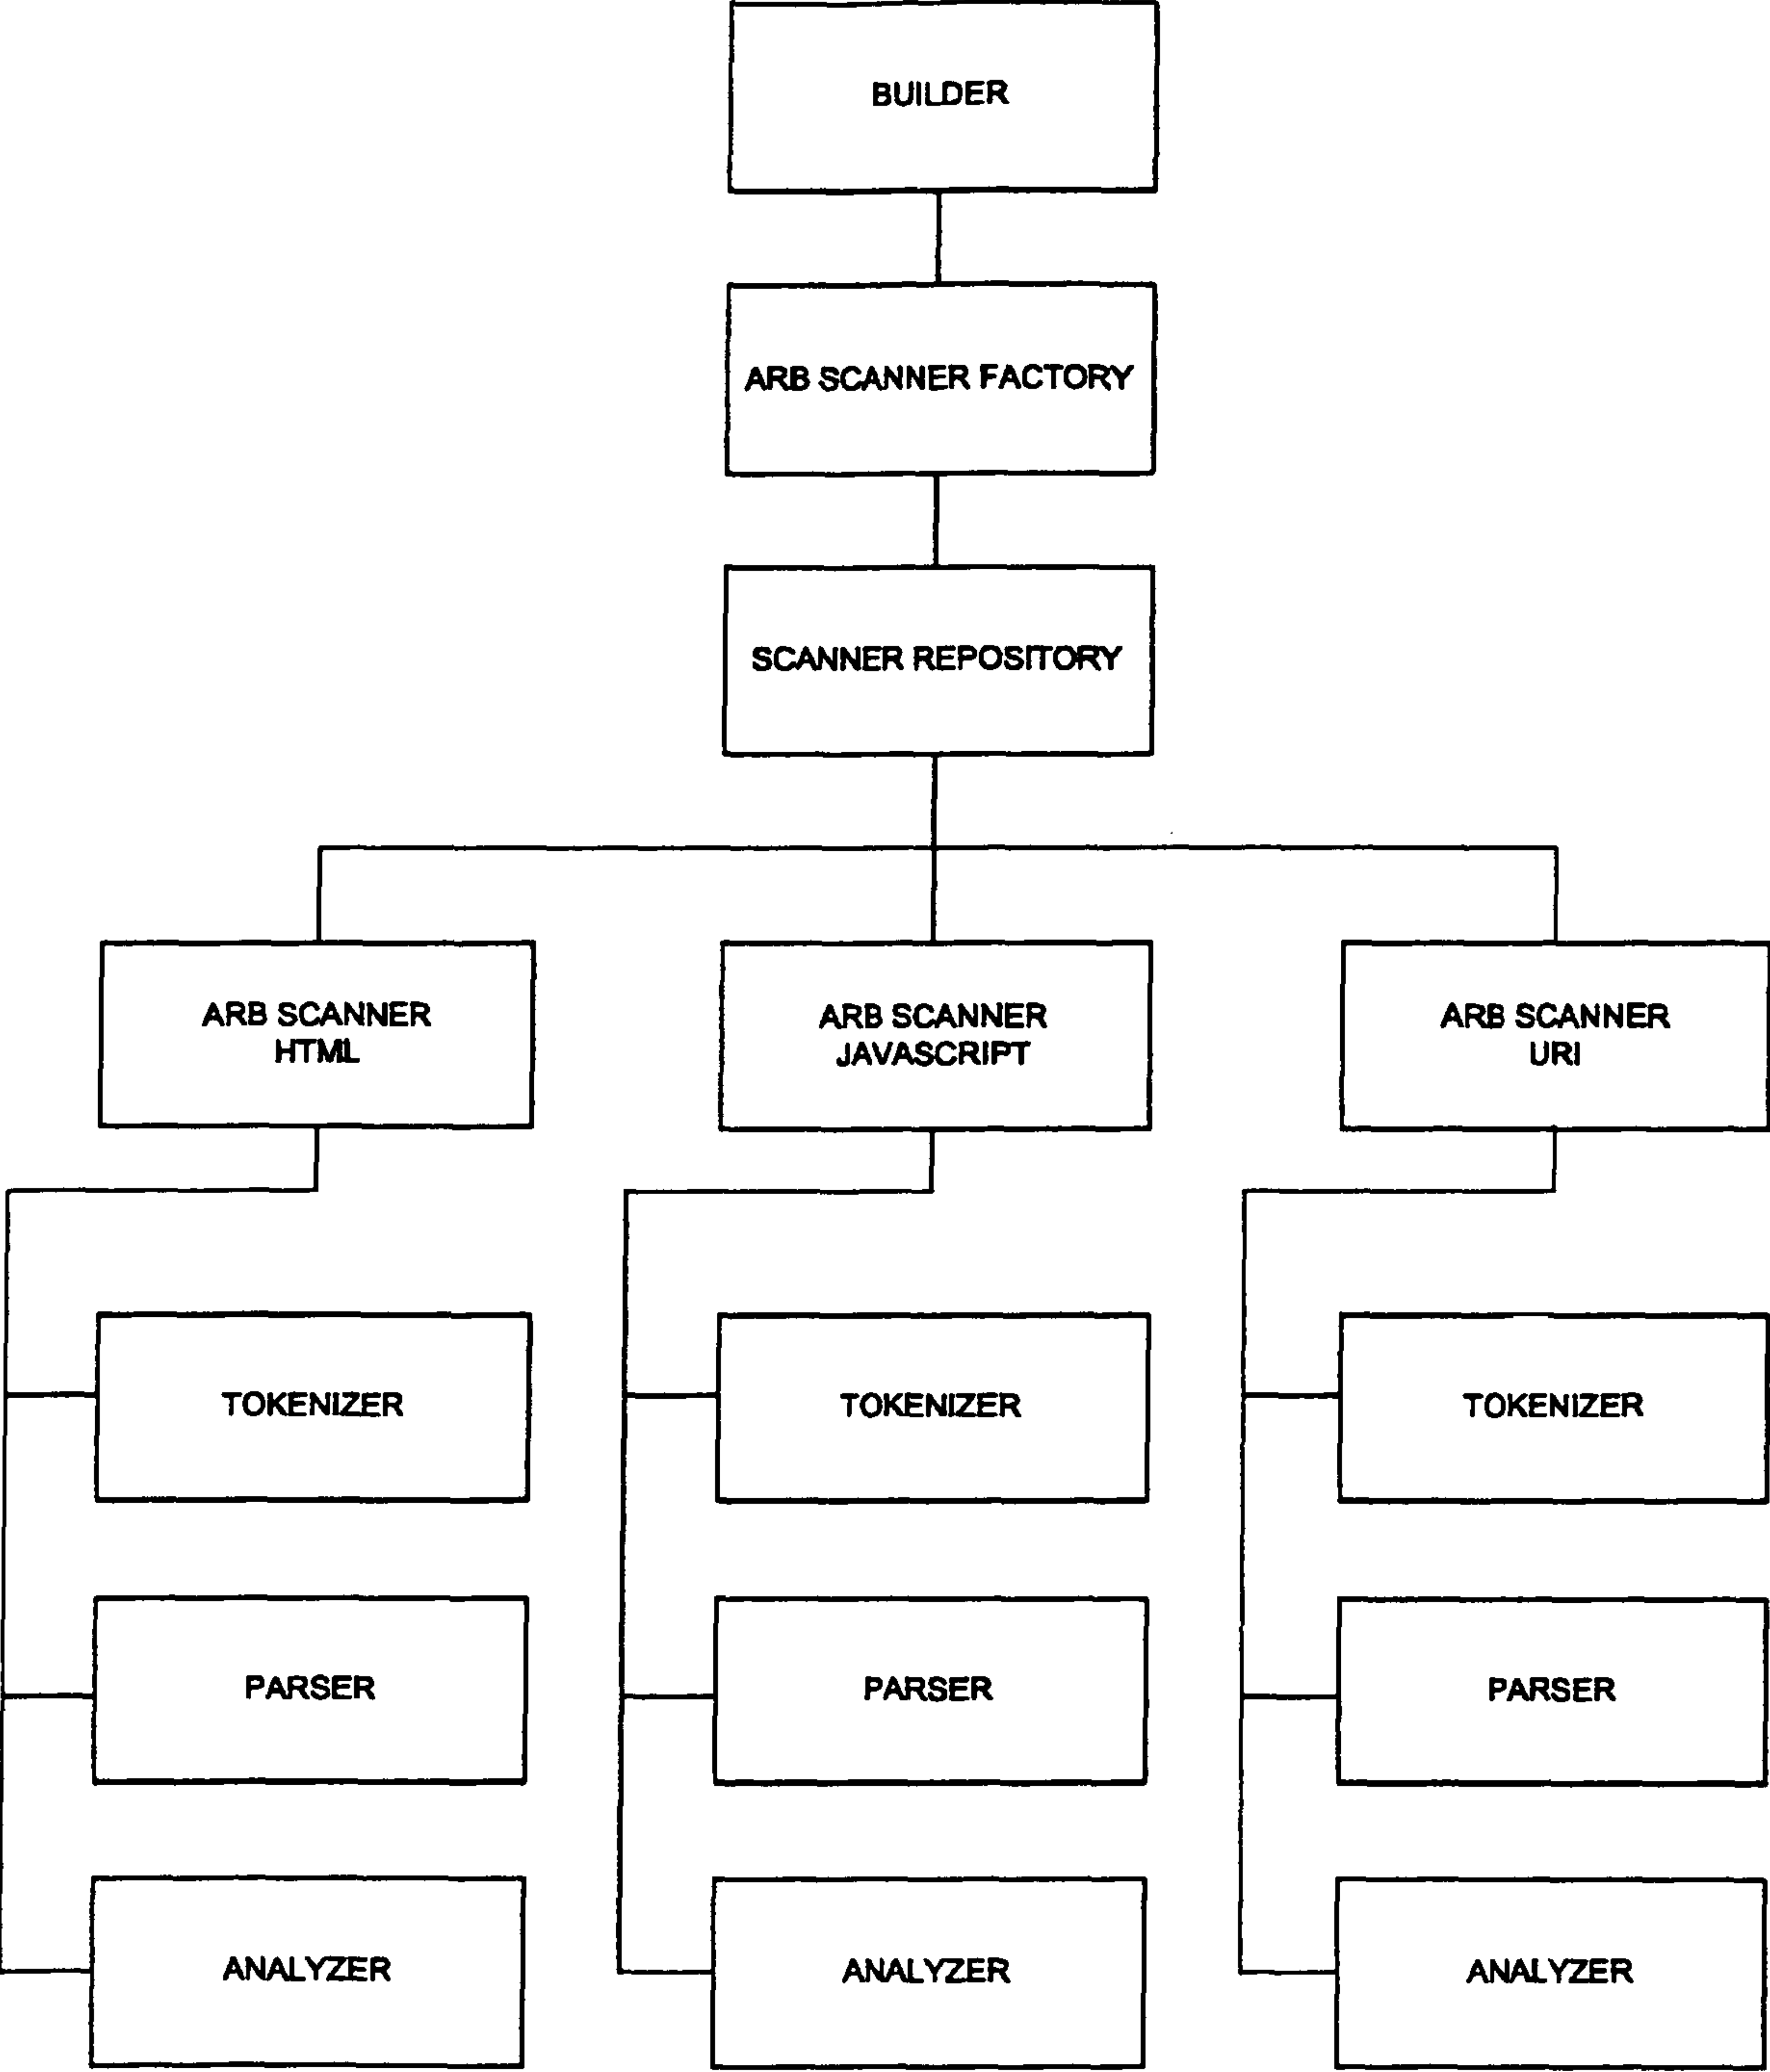 BUILDER
ARB SCANNER FACTORY
SCANNER REPOSITORY
ARB SCANNER
HTML
ARB SCANNER
JAVASCRIPT
ARB SCANNER
URI
TOKENIZER
TOKENIZER
TOKENIZER
PARSER
PARSER
PARSER
ANALYZER
ANALYZER
ANALYZER